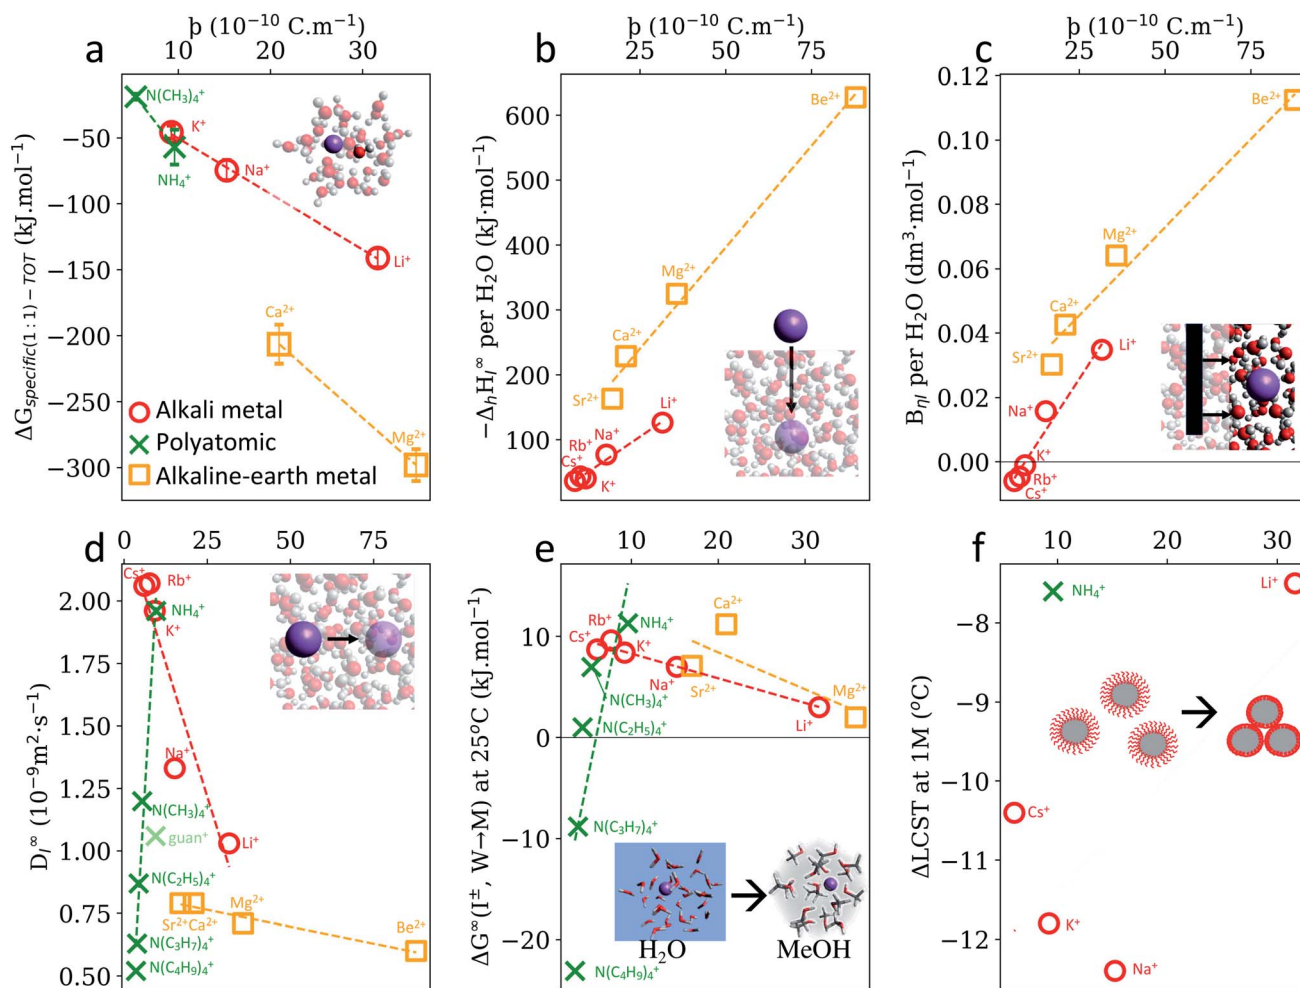 þ (10⁻¹⁰ C.m⁻¹)
þ (10⁻¹⁰ C.m⁻¹)
þ (10⁻¹⁰ C.m⁻¹)
a
10
20
30
N(CH₃)₄⁺
K⁺
NH₄⁺
Na⁺
Li⁺
Ca²⁺
Mg²⁺
Alkali metal
Polyatomic
Alkaline-earth metal
−50
−100
−150
−200
−250
−300
ΔG_specific(1:1)−TOT (kJ.mol⁻¹)
b
25
50
75
Be²⁺
Mg²⁺
Ca²⁺
Sr²⁺
Li⁺
Na⁺
Rb⁺
Cs⁺
K⁺
600
500
400
300
200
100
−ΔₕH_I^∞ per H₂O (kJ·mol⁻¹)
c
25
50
75
Be²⁺
Mg²⁺
Ca²⁺
Sr²⁺
Li⁺
Na⁺
K⁺
Rb⁺
Cs⁺
0.12
0.10
0.08
0.06
0.04
0.02
0.00
B_ηI per H₂O (dm³·mol⁻¹)
d
0
25
50
75
Cs⁺
Rb⁺
NH₄⁺
K⁺
Na⁺
N(CH₃)₄⁺
guan⁺
Li⁺
N(C₂H₅)₄⁺
Sr²⁺
Ca²⁺
Mg²⁺
Be²⁺
N(C₃H₇)₄⁺
N(C₄H₉)₄⁺
2.00
1.75
1.50
1.25
1.00
0.75
0.50
D_I^∞ (10⁻⁹m²·s⁻¹)
e
10
20
30
Ca²⁺
Rb⁺
NH₄⁺
Cs⁺
K⁺
Na⁺
Sr²⁺
Mg²⁺
Li⁺
N(CH₃)₄⁺
N(C₂H₅)₄⁺
N(C₃H₇)₄⁺
N(C₄H₉)₄⁺
H₂O
MeOH
10
0
−10
−20
ΔG^∞(I^±, W→M) at 25°C (kJ.mol⁻¹)
f
10
20
30
NH₄⁺
Li⁺
Cs⁺
K⁺
Na⁺
−8
−9
−10
−11
−12
ΔLCST at 1M (°C)